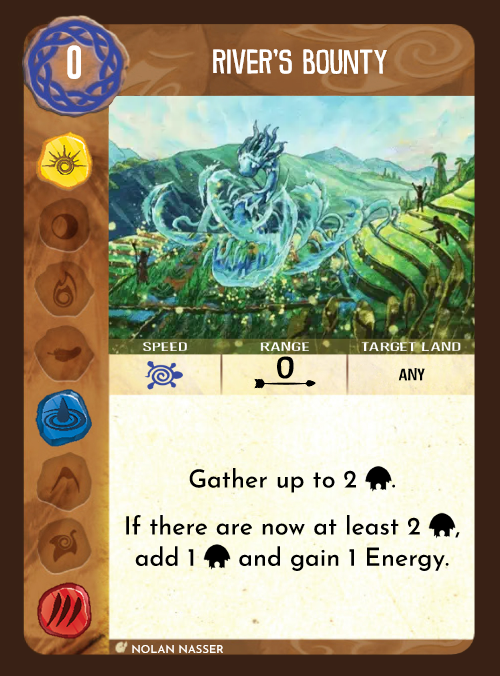 0
RIVER'S BOUNTY
SPEED RANGE TARGET LAND
0 ANY
Gather up to 2 .
If there are now at least 2 ,
add 1 and gain 1 Energy.
NOLAN NASSER